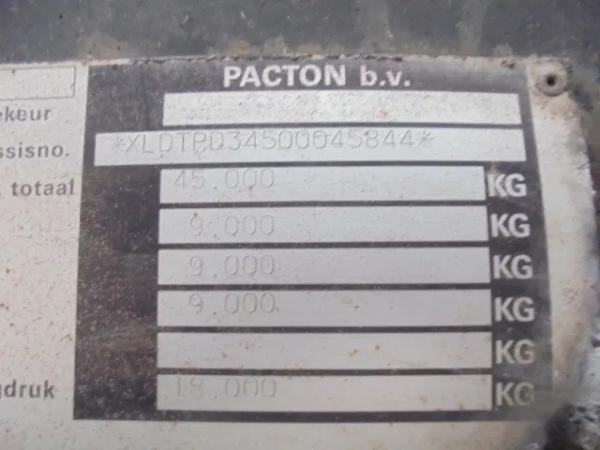 PACTON b.v.
ekeur
ssisno. *XLDTPD34500045844*
totaal 45.000 KG
9.000 KG
9.000 KG
9.000 KG
KG
gdruk 18.000 KG